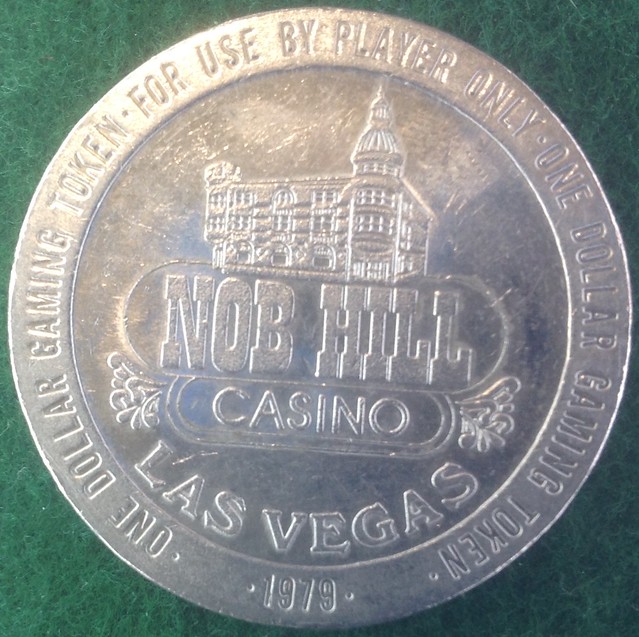 ONE DOLLAR GAMING TOKEN · FOR USE BY PLAYER ONLY · ONE DOLLAR GAMING TOKEN ·
NOB HILL
CASINO
LAS VEGAS
· 1979 ·